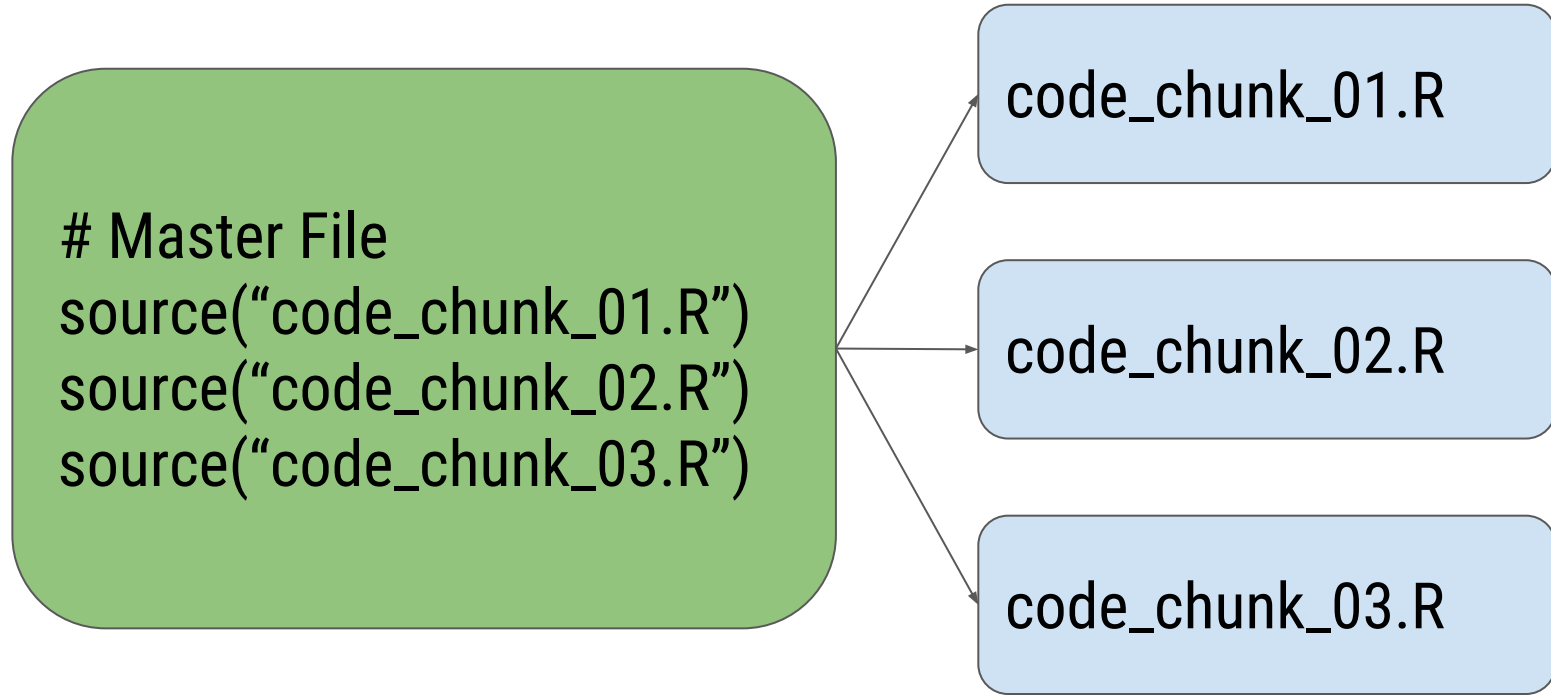 # Master File
source(“code_chunk_01.R”)
source(“code_chunk_02.R”)
source(“code_chunk_03.R”)
code_chunk_01.R
code_chunk_02.R
code_chunk_03.R